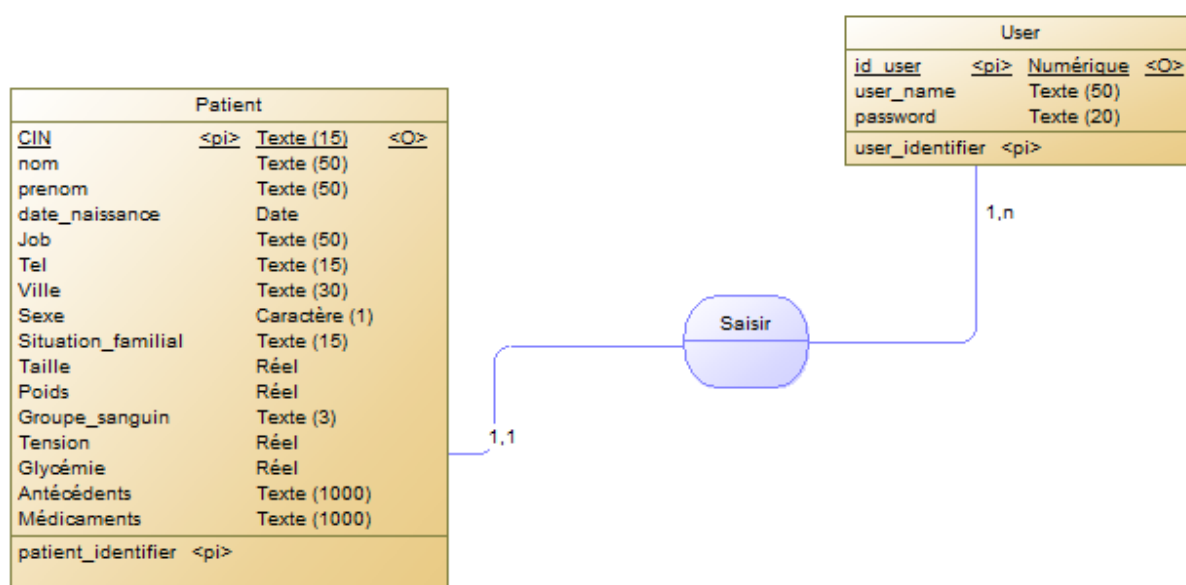 User
id_user <pi> Numérique <O>
user_name Texte (50)
password Texte (20)
user_identifier <pi>
1,n
Patient
CIN <pi> Texte (15) <O>
nom Texte (50)
prenom Texte (50)
date_naissance Date
Job Texte (50)
Tel Texte (15)
Ville Texte (30)
Sexe Caractère (1)
Situation_familial Texte (15)
Taille Réel
Poids Réel
Groupe_sanguin Texte (3)
Tension Réel
Glycémie Réel
Antécédents Texte (1000)
Médicaments Texte (1000)
patient_identifier <pi>
Saisir
1,1